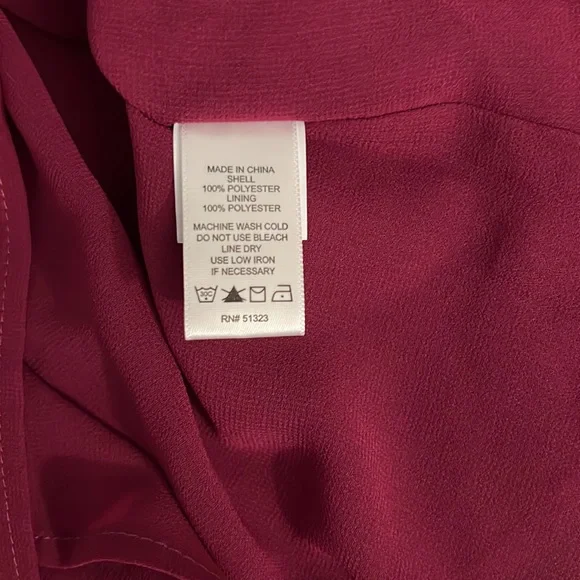 MADE IN CHINA
SHELL
100% POLYESTER
LINING
100% POLYESTER
MACHINE WASH COLD
DO NOT USE BLEACH
LINE DRY
USE LOW IRON
IF NECESSARY
30C
RN# 51323